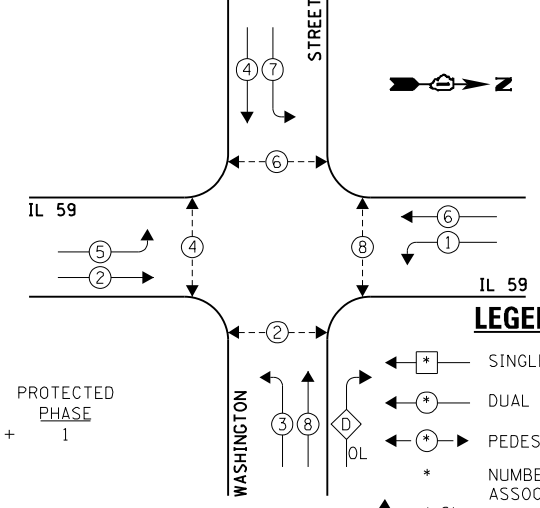 STREET
4 7
N
6
IL 59
6
5
4
8
1
2
IL 59
LEGE
* SINGL
2
PROTECTED
PHASE
+ 1
* DUAL
WASHINGTON
3 8 D
* PEDES
OL
* NUMBE
ASSOC